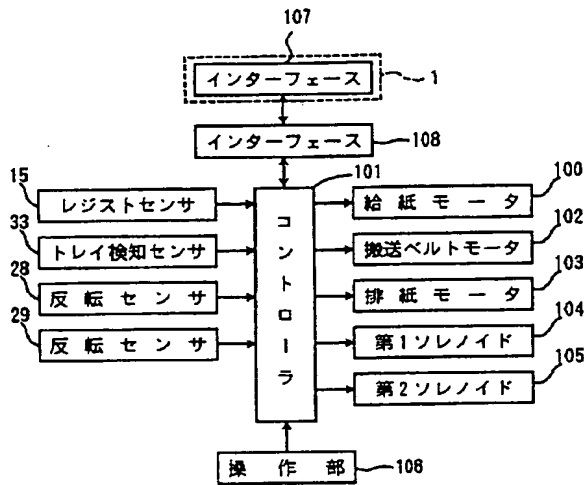 107
インターフェース
1
インターフェース
108
101
15
レジストセンサ
33
トレイ検知センサ
28
反転センサ
29
反転センサ
コントローラ
100
給紙モータ
102
搬送ベルトモータ
103
排紙モータ
104
第1ソレノイド
105
第2ソレノイド
操作部
106